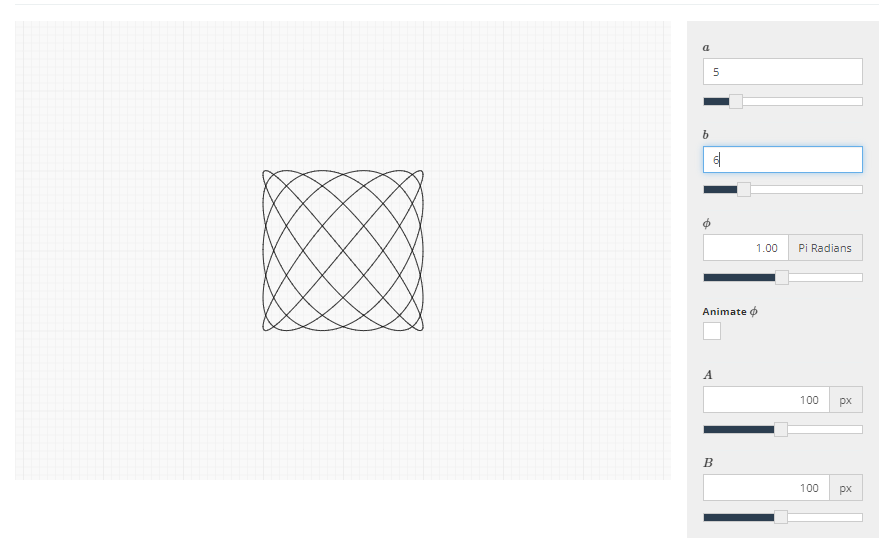 a
5
b
6
ϕ
1.00 Pi Radians
Animate ϕ
A
100 px
B
100 px